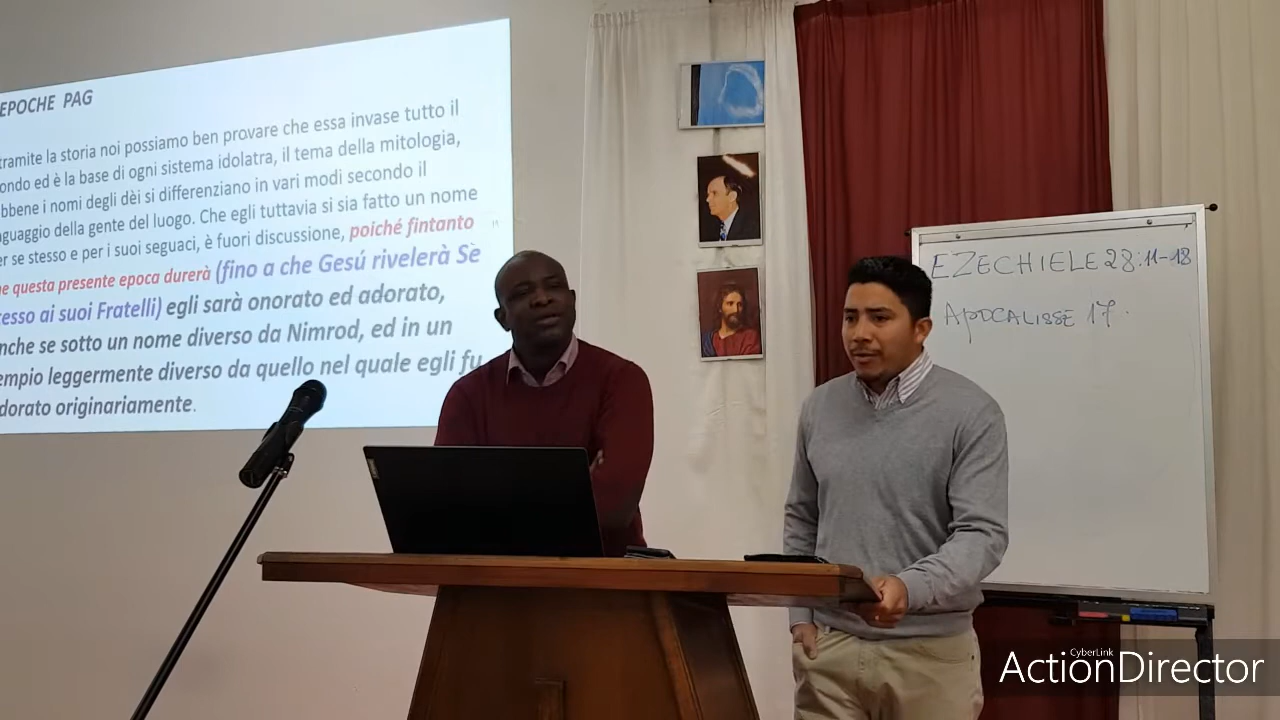 EPOCHE PAG
tramite la storia noi possiamo ben provare che essa invase tutto il
ondo ed è la base di ogni sistema idolatra, il tema della mitologia,
bbene i nomi degli dèi si differenziano in vari modi secondo il
guaggio della gente del luogo. Che egli tuttavia si sia fatto un nome
er se stesso e per i suoi seguaci, è fuori discussione, poiché fintanto
e questa presente epoca durerà (fino a che Gesú rivelerà Se
esso ai suoi Fratelli) egli sarà onorato ed adorato,
nche se sotto un nome diverso da Nimrod, ed in un
empio leggermente diverso da quello nel quale egli fu
dorato originariamente.
EZECHIELE 28:11-18
APOCALISSE 17.
Lenovo
CyberLink
ActionDirector